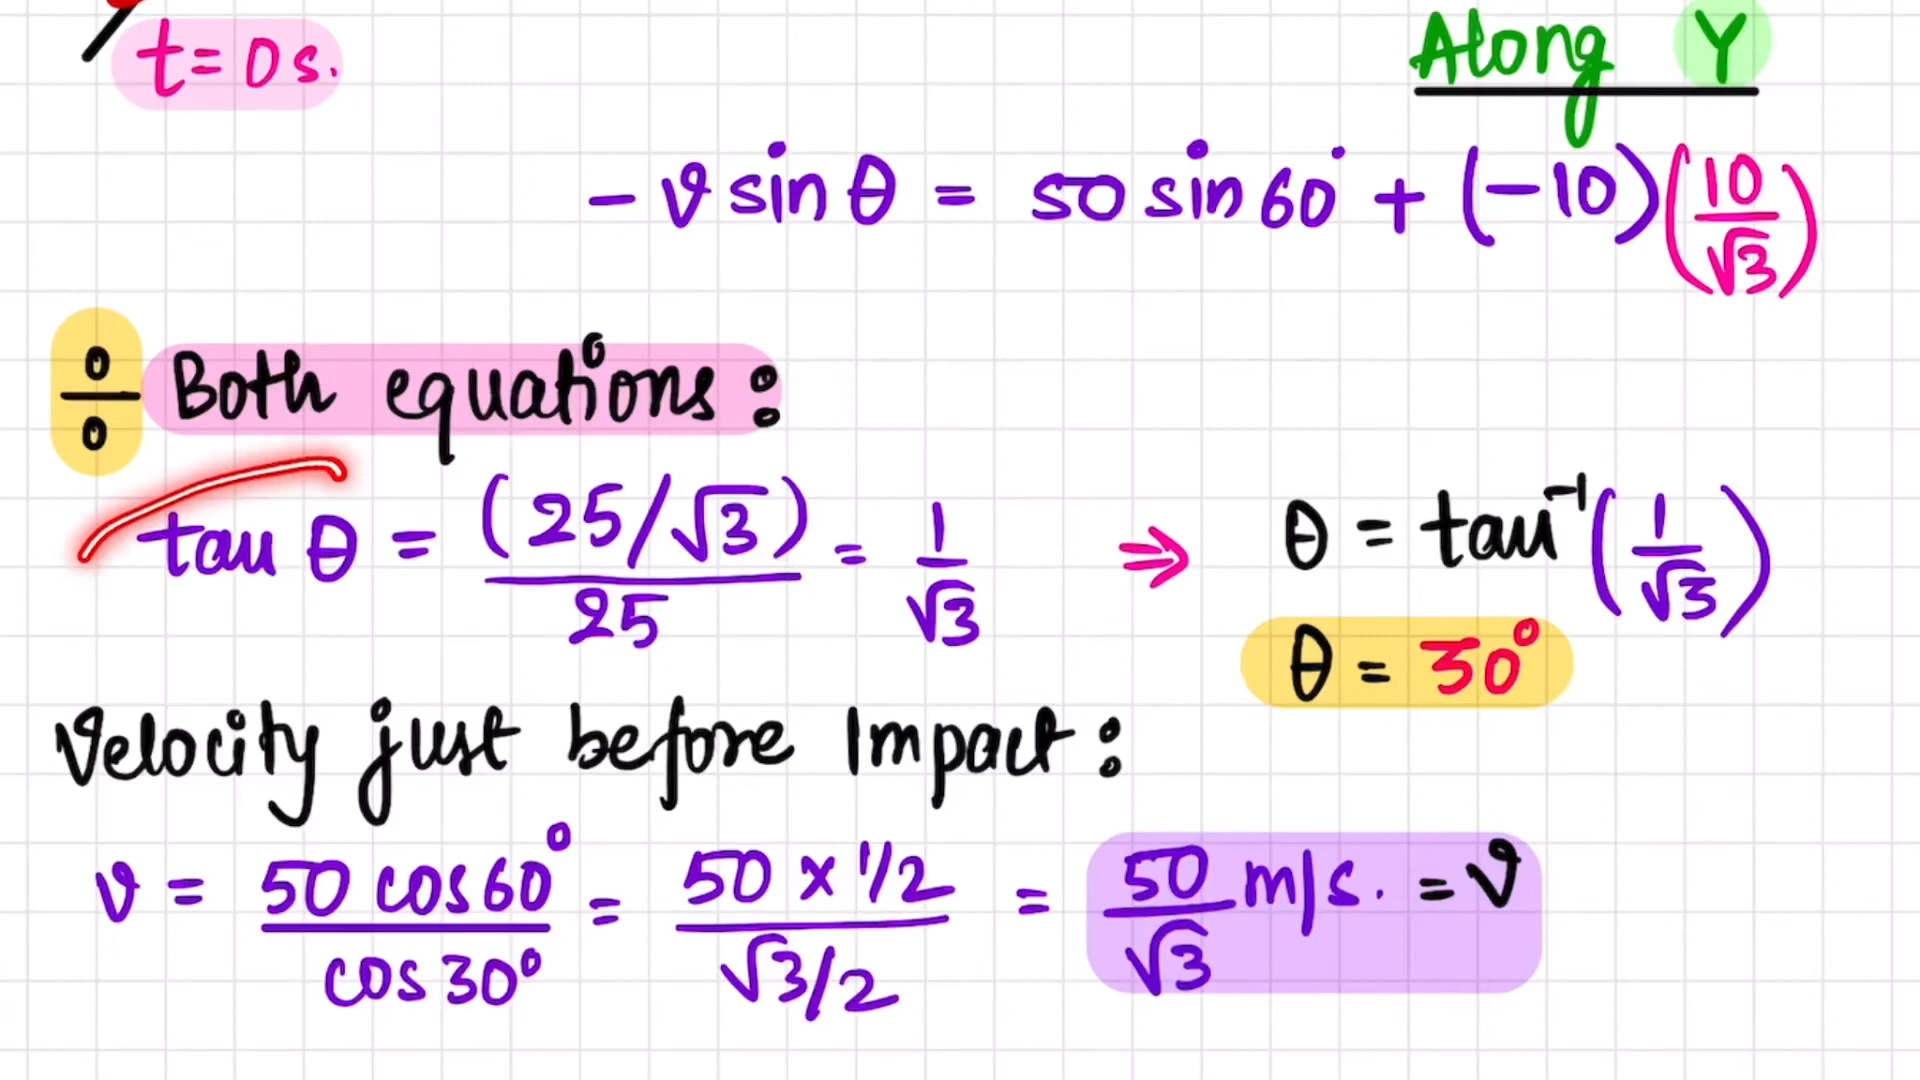 t = 0 s.
Along Y
- v sin θ = 50 sin 60° + (-10) (10/√3)
÷ Both equations :
tan θ = (25/√3)/25 = 1/√3 ⇒ θ = tan⁻¹(1/√3)
θ = 30°
Velocity just before Impact :
v = 50 cos 60°/cos 30° = 50 x 1/2/√3/2 = 50/√3 m/s. = v